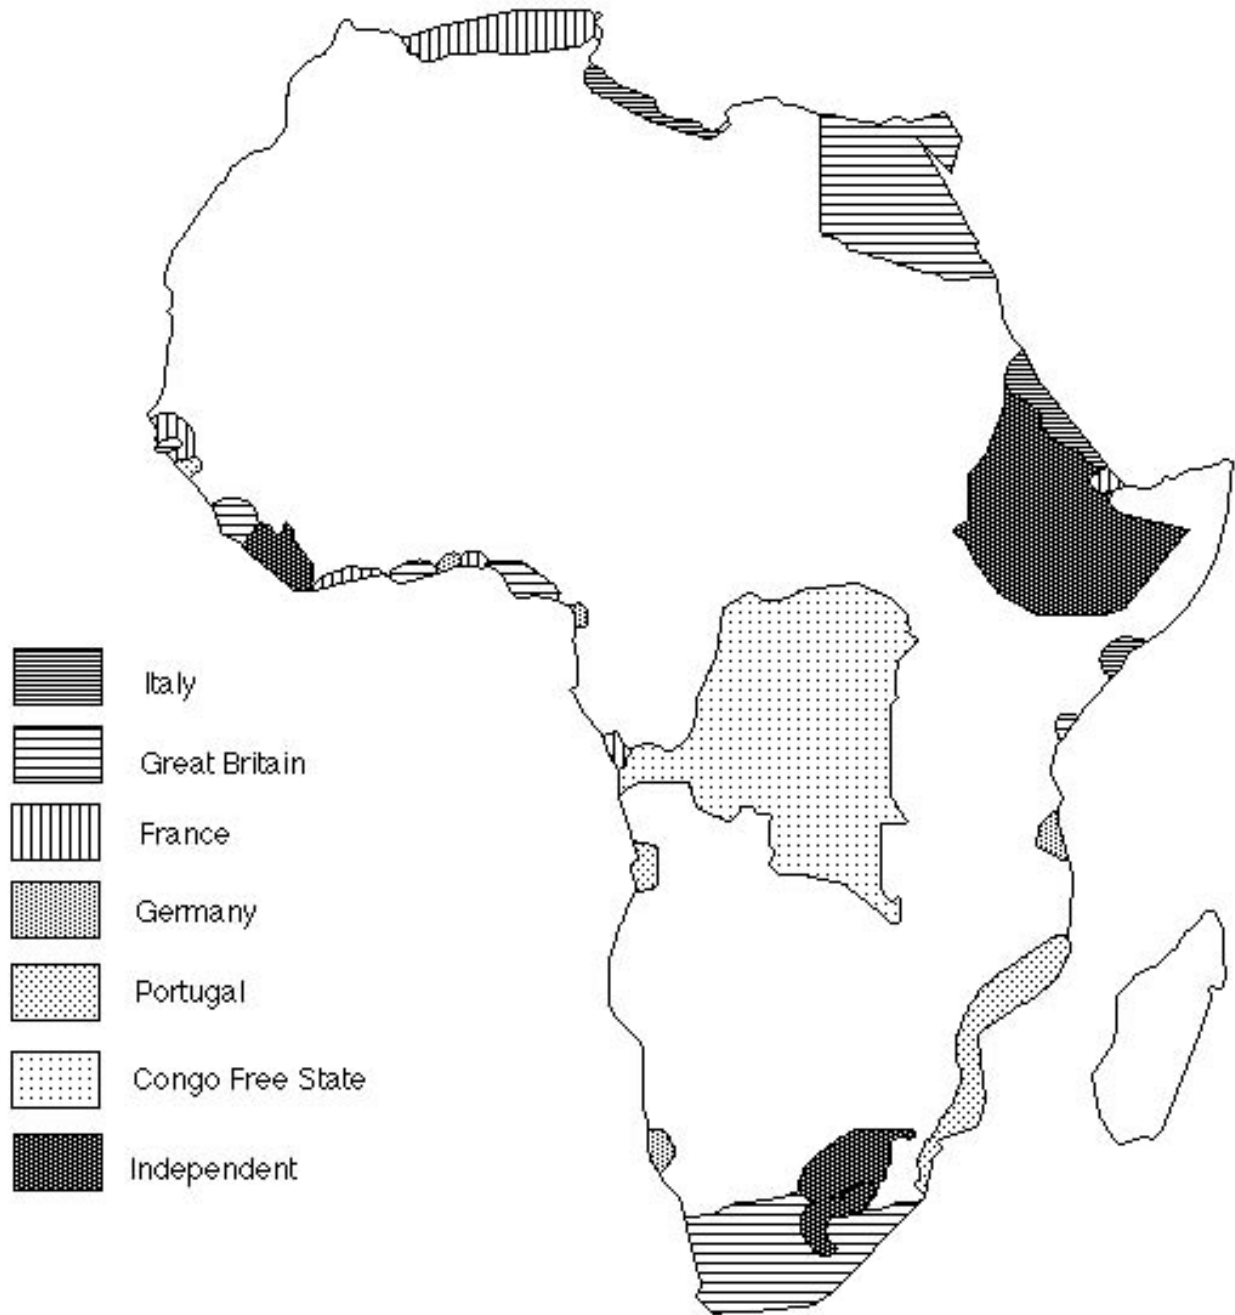 Italy
Great Britain
France
Germany
Portugal
Congo Free State
Independent